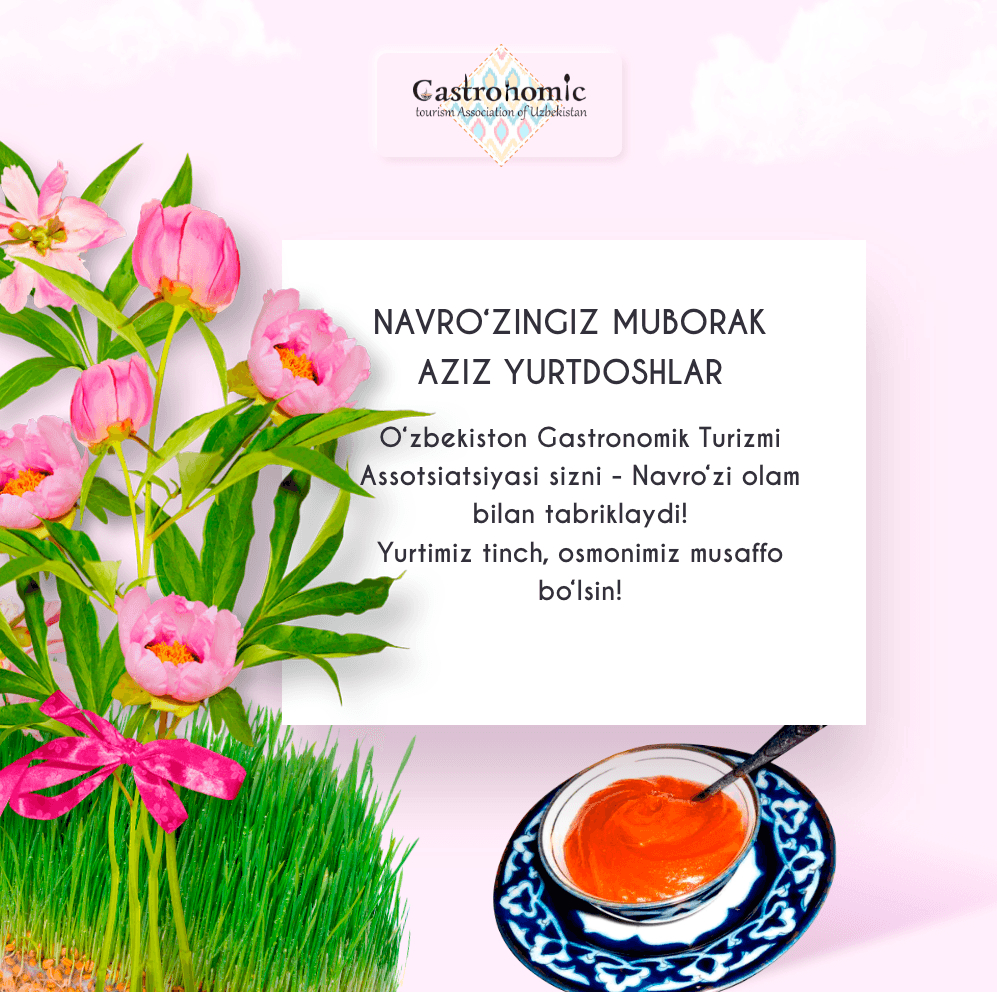 Gastronomic
tourism Association of Uzbekistan
NAVRO‘ZINGIZ MUBORAK
AZIZ YURTDOSHLAR
O‘zbekiston Gastronomik Turizmi
Assotsiatsiyasi sizni - Navro‘zi olam
bilan tabriklaydi!
Yurtimiz tinch, osmonimiz musaffo
bo‘lsin!